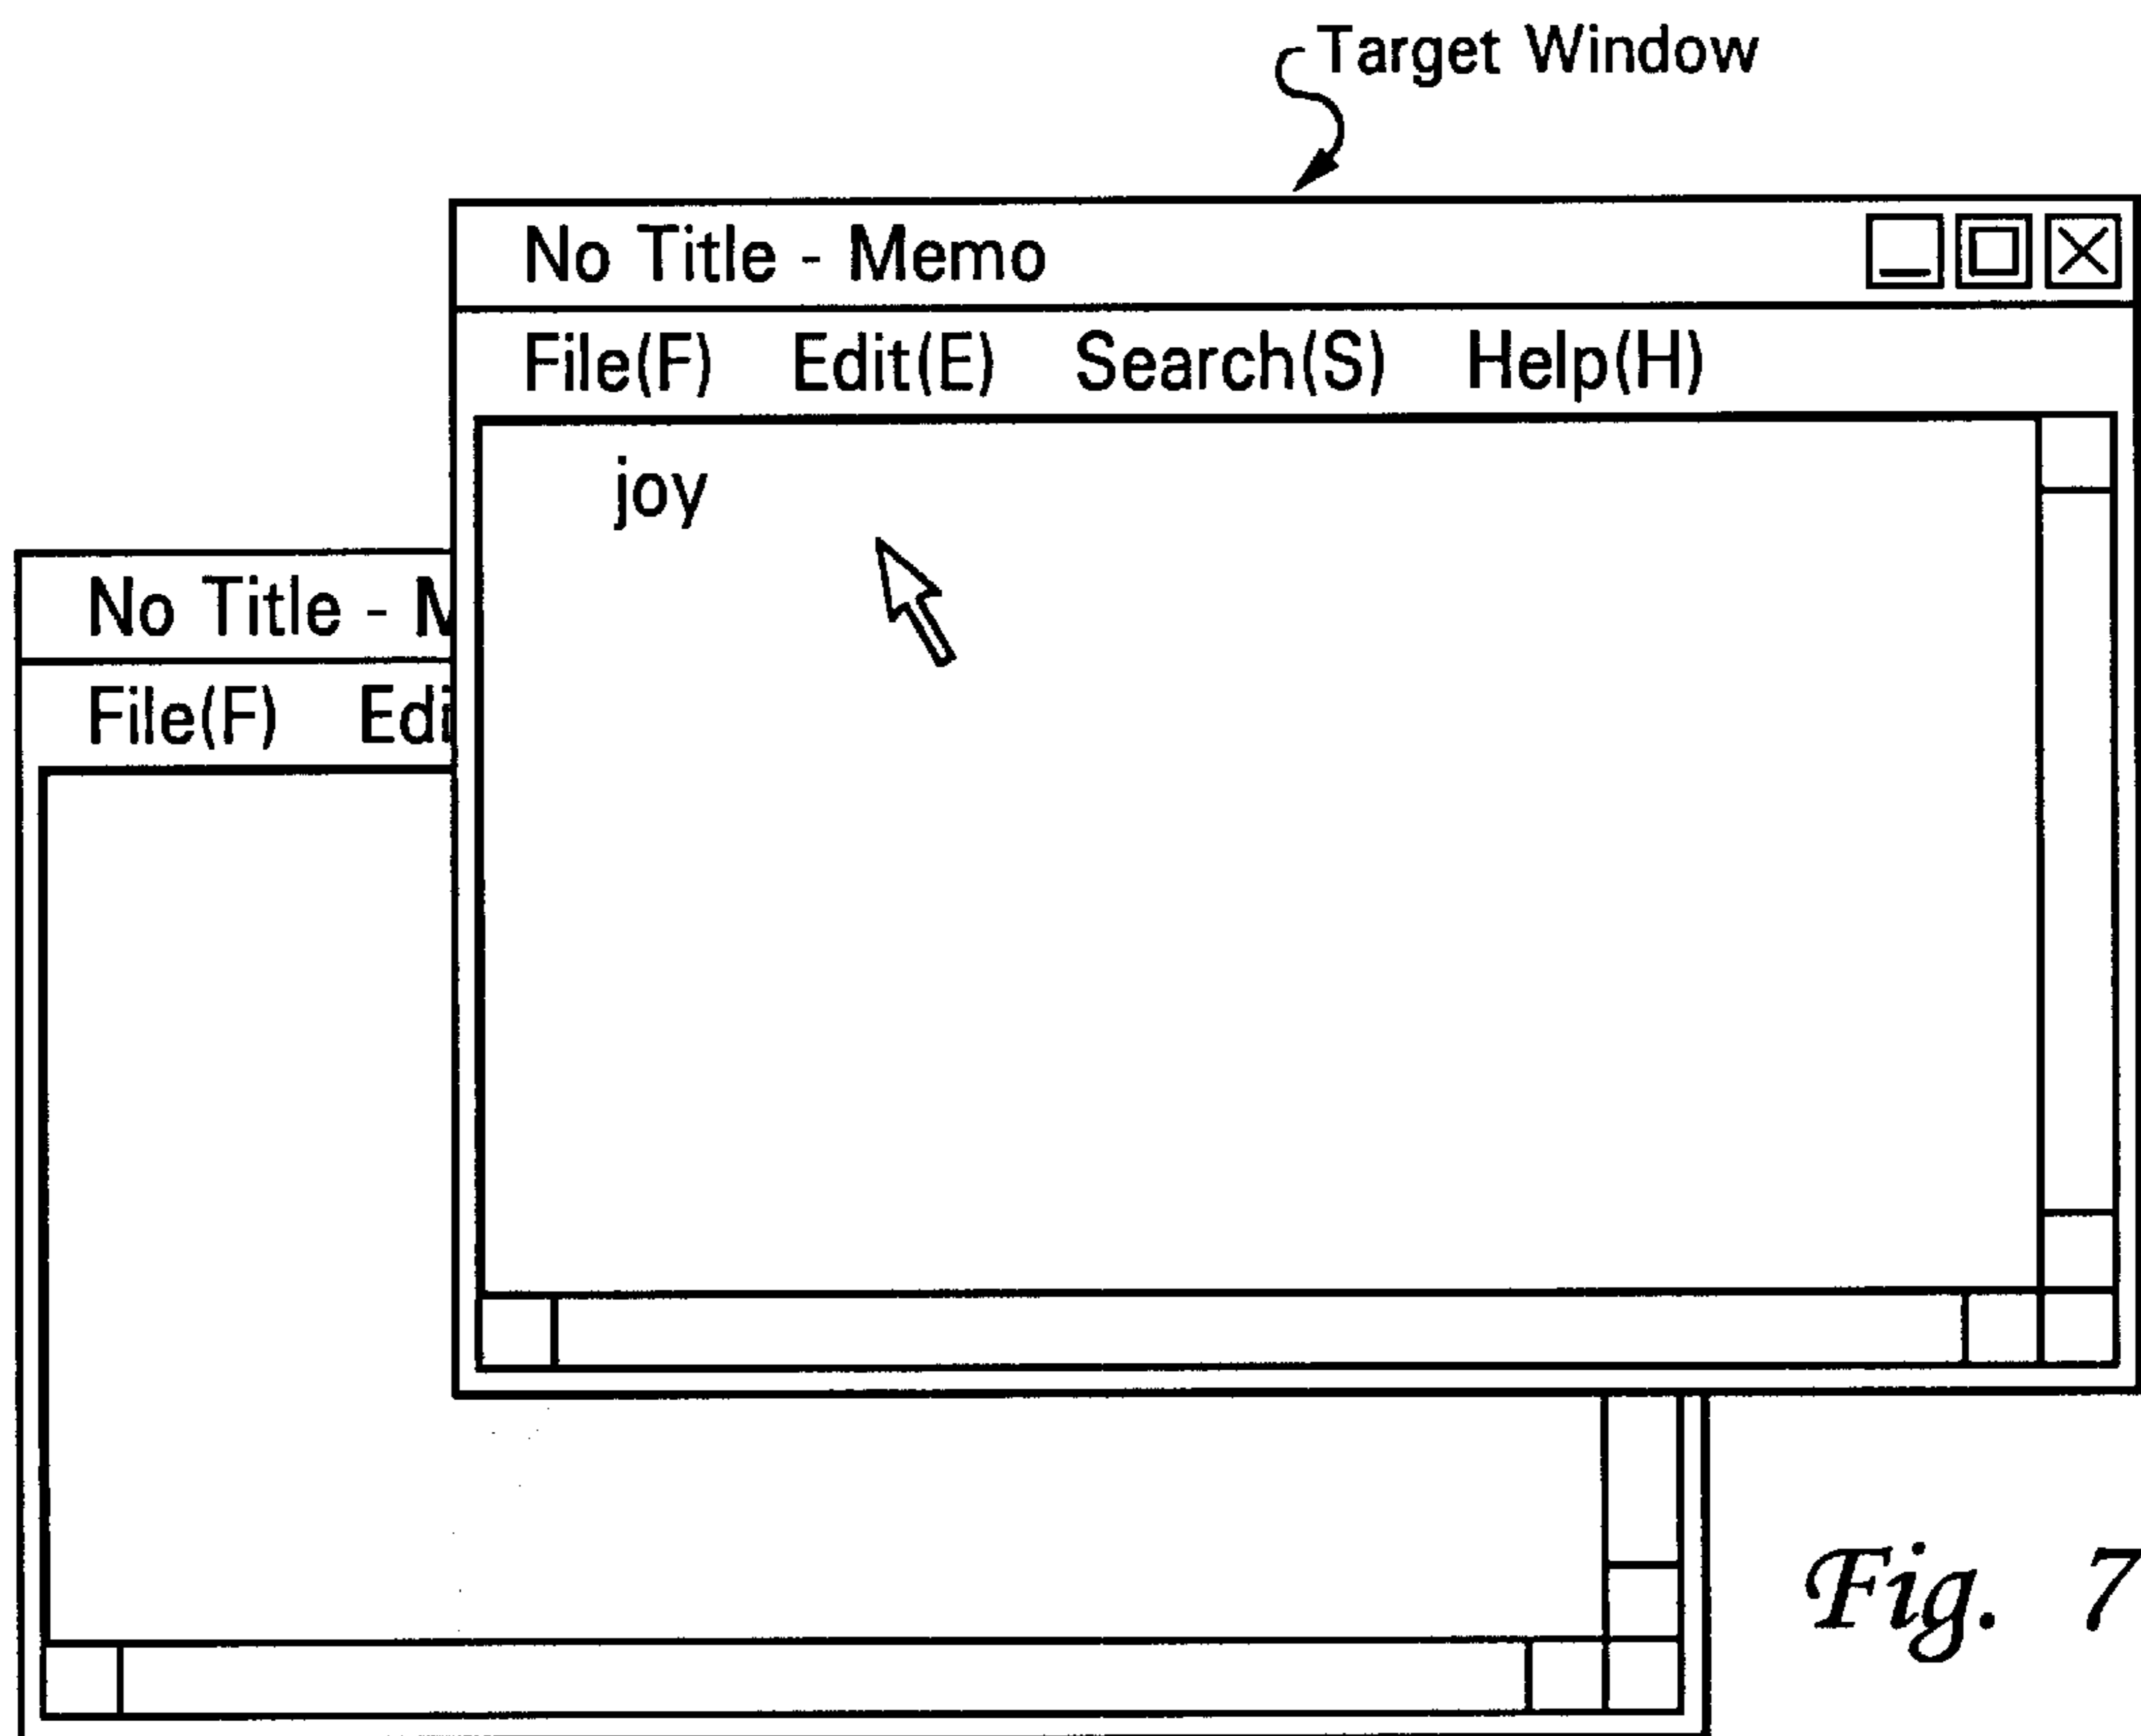 Target Window
No Title - Memo
File(F) Edit(E) Search(S) Help(H)
joy
No Title - M
File(F) Edi
Fig. 7